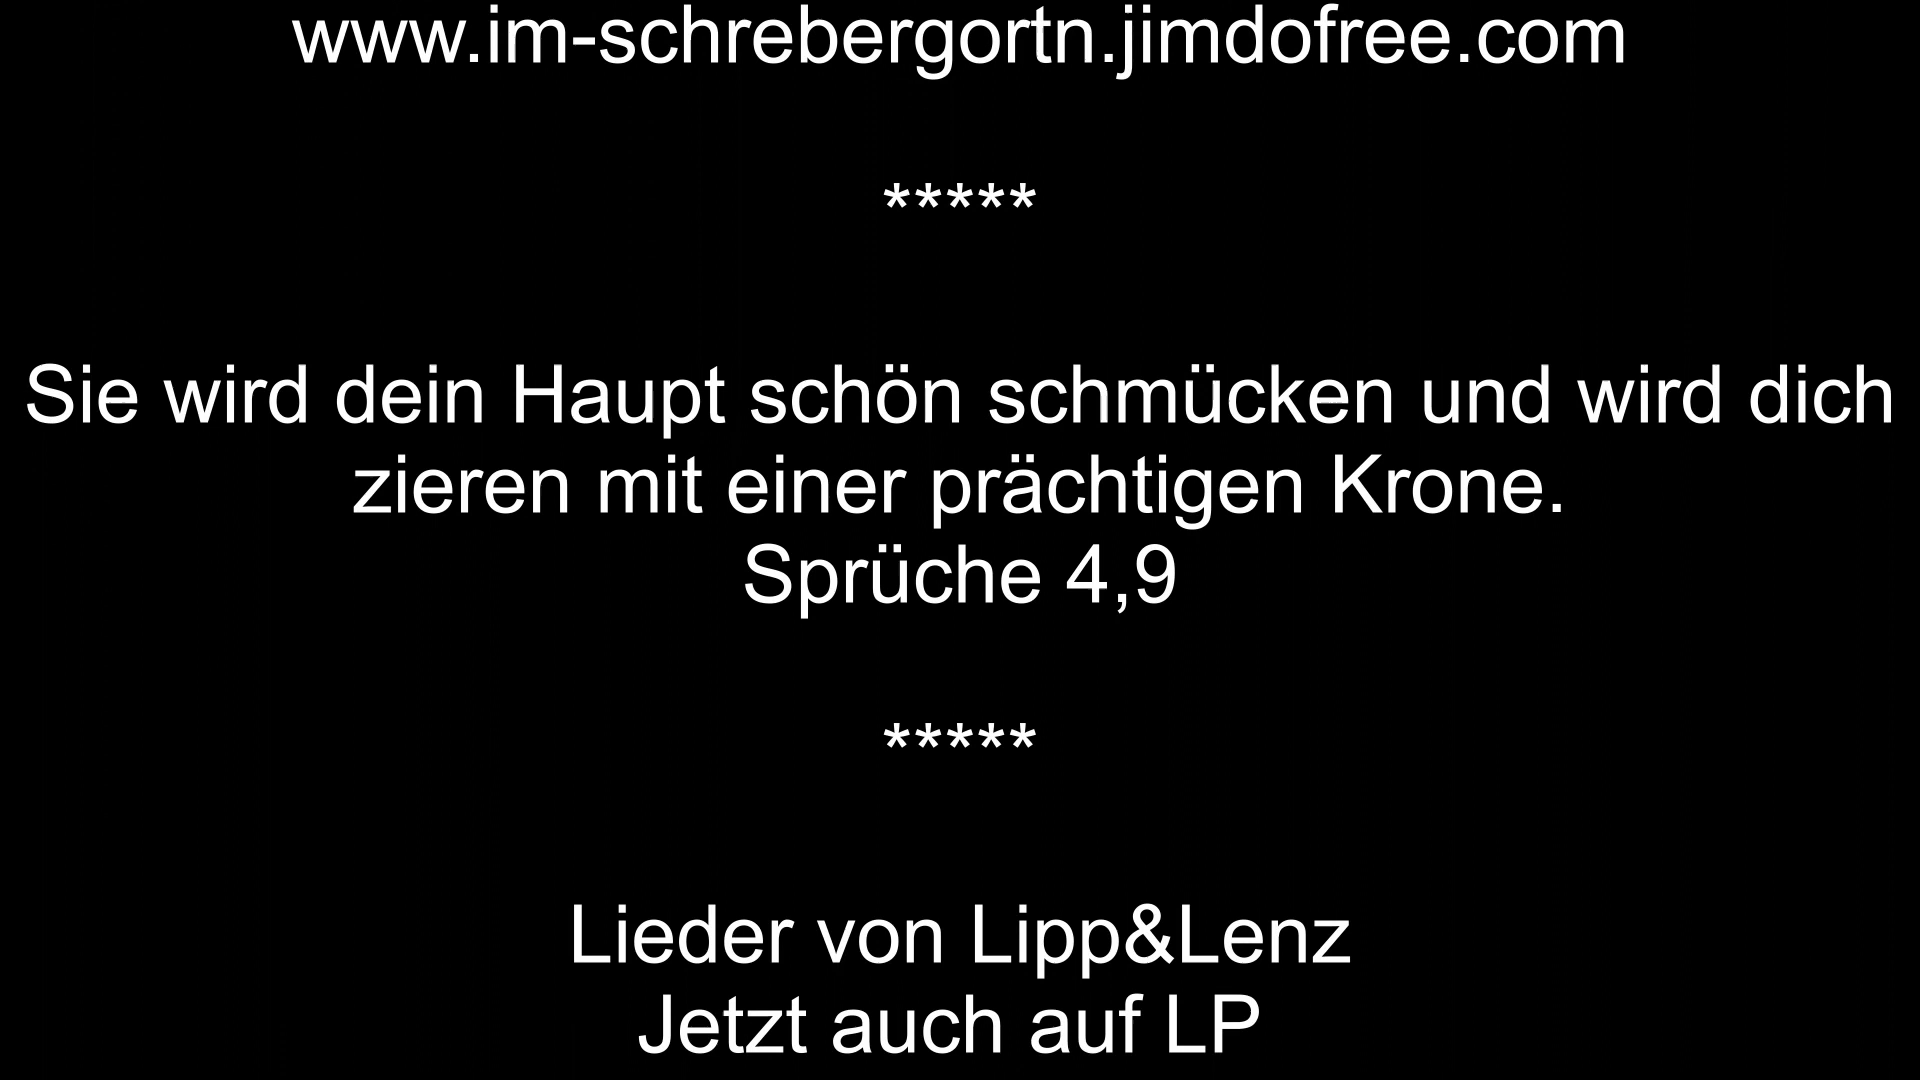 www.im-schrebergortn.jimdofree.com
*****
Sie wird dein Haupt schön schmücken und wird dich
zieren mit einer prächtigen Krone.
Sprüche 4,9
*****
Lieder von Lipp&Lenz
Jetzt auch auf LP